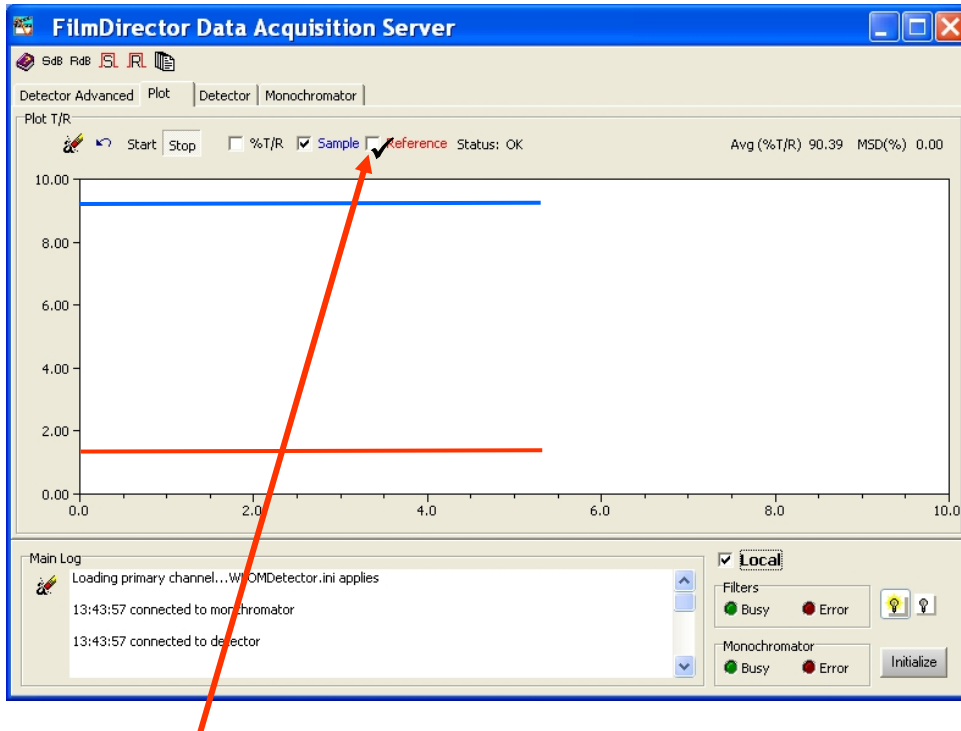 FilmDirector Data Acquisition Server
SdB RdB SL RL
Detector Advanced Plot Detector Monochromator
Plot T/R
Start Stop %T/R Sample Reference Status: OK Avg (%T/R) 90.39 MSD(%) 0.00
10.00
8.00
6.00
4.00
2.00
0.00
0.0 2.0 4.0 6.0 8.0 10.0
Main Log
Loading primary channel... applies
13:43:57 connected to monchromator
13:43:57 connected to detector
Local
Filters
Busy Error
Monochromator
Busy Error
Initialize